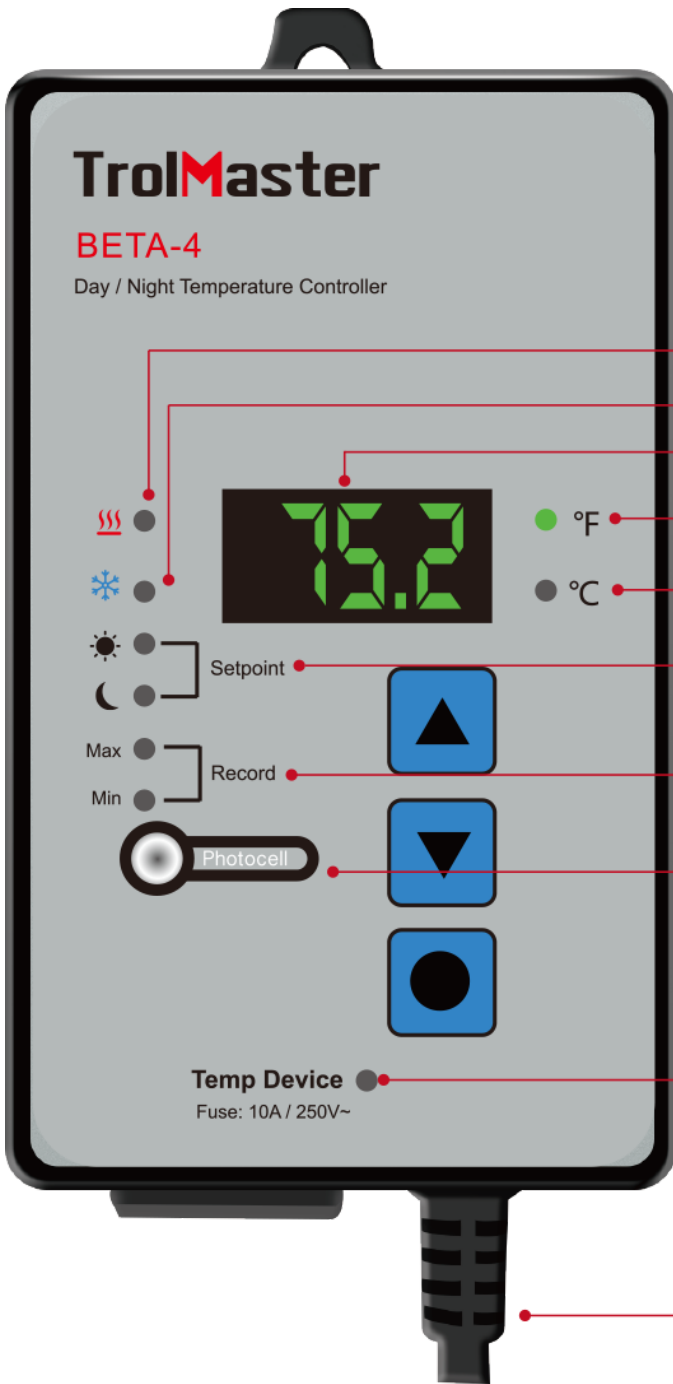 TrolMaster
BETA-4
Day / Night Temperature Controller
75.2
°F
°C
Setpoint
Max
Record
Min
Photocell
Temp Device
Fuse: 10A / 250V~